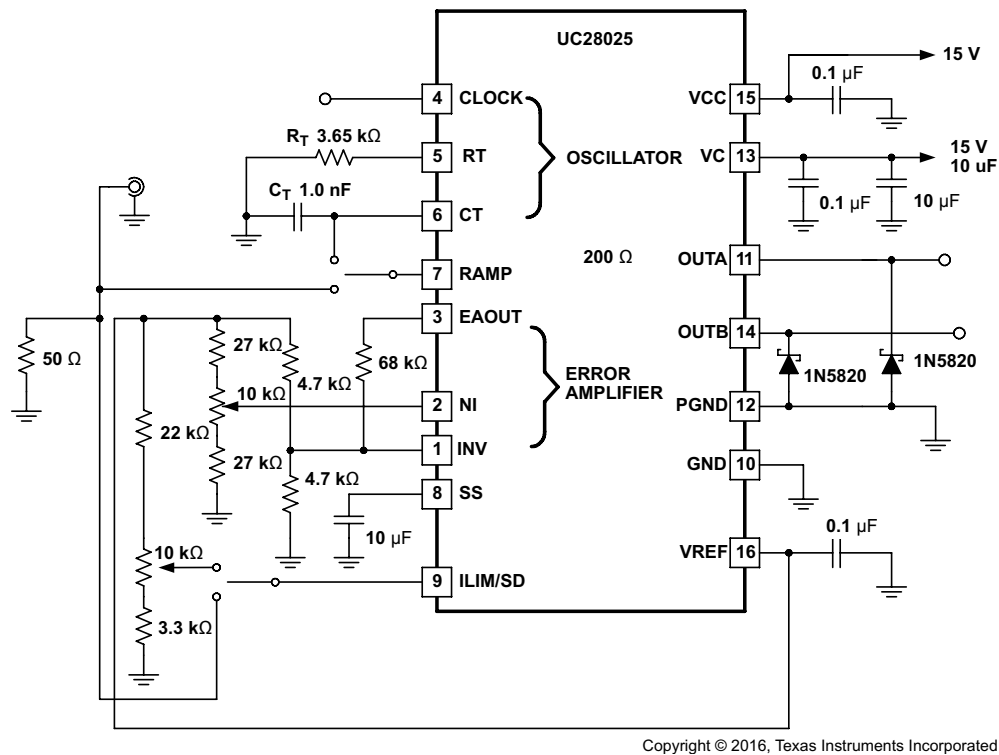 UC28025
15 V
0.1 µF
4 CLOCK
VCC 15
R_T 3.65 kΩ
5 RT
OSCILLATOR
VC 13
15 V
10 uF
C_T 1.0 nF
6 CT
0.1 µF
10 µF
7 RAMP
200 Ω
OUTA 11
3 EAOUT
OUTB 14
50 Ω
27 kΩ
4.7 kΩ
68 kΩ
ERROR
AMPLIFIER
1N5820
1N5820
10 kΩ
2 NI
PGND 12
22 kΩ
27 kΩ
1 INV
GND 10
4.7 kΩ
8 SS
10 µF
0.1 µF
VREF 16
10 kΩ
9 ILIM/SD
3.3 kΩ
Copyright © 2016, Texas Instruments Incorporated